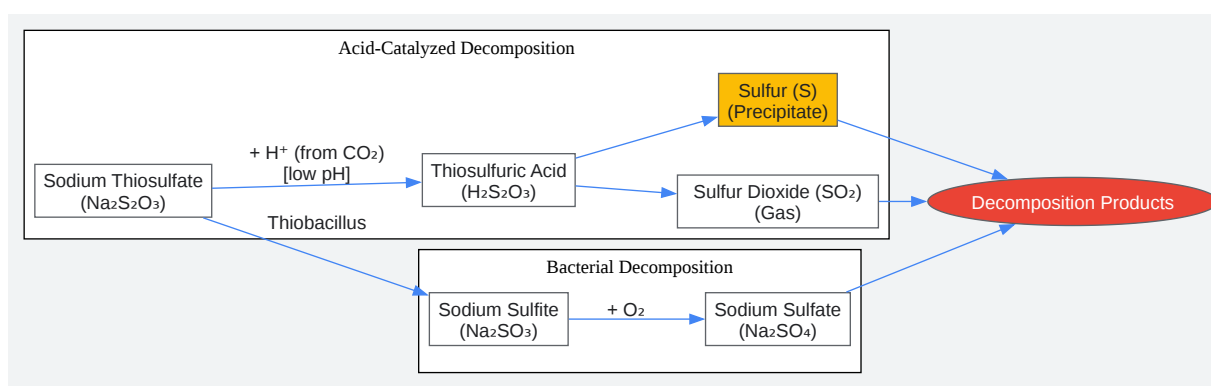 Acid-Catalyzed Decomposition
Sulfur (S)
(Precipitate)
+ H⁺ (from CO₂)
[low pH]
Sodium Thiosulfate
(Na₂S₂O₃)
Thiosulfuric Acid
(H₂S₂O₃)
Sulfur Dioxide (SO₂)
(Gas)
Decomposition Products
Thiobacillus
Bacterial Decomposition
Sodium Sulfite
(Na₂SO₃)
+ O₂
Sodium Sulfate
(Na₂SO₄)